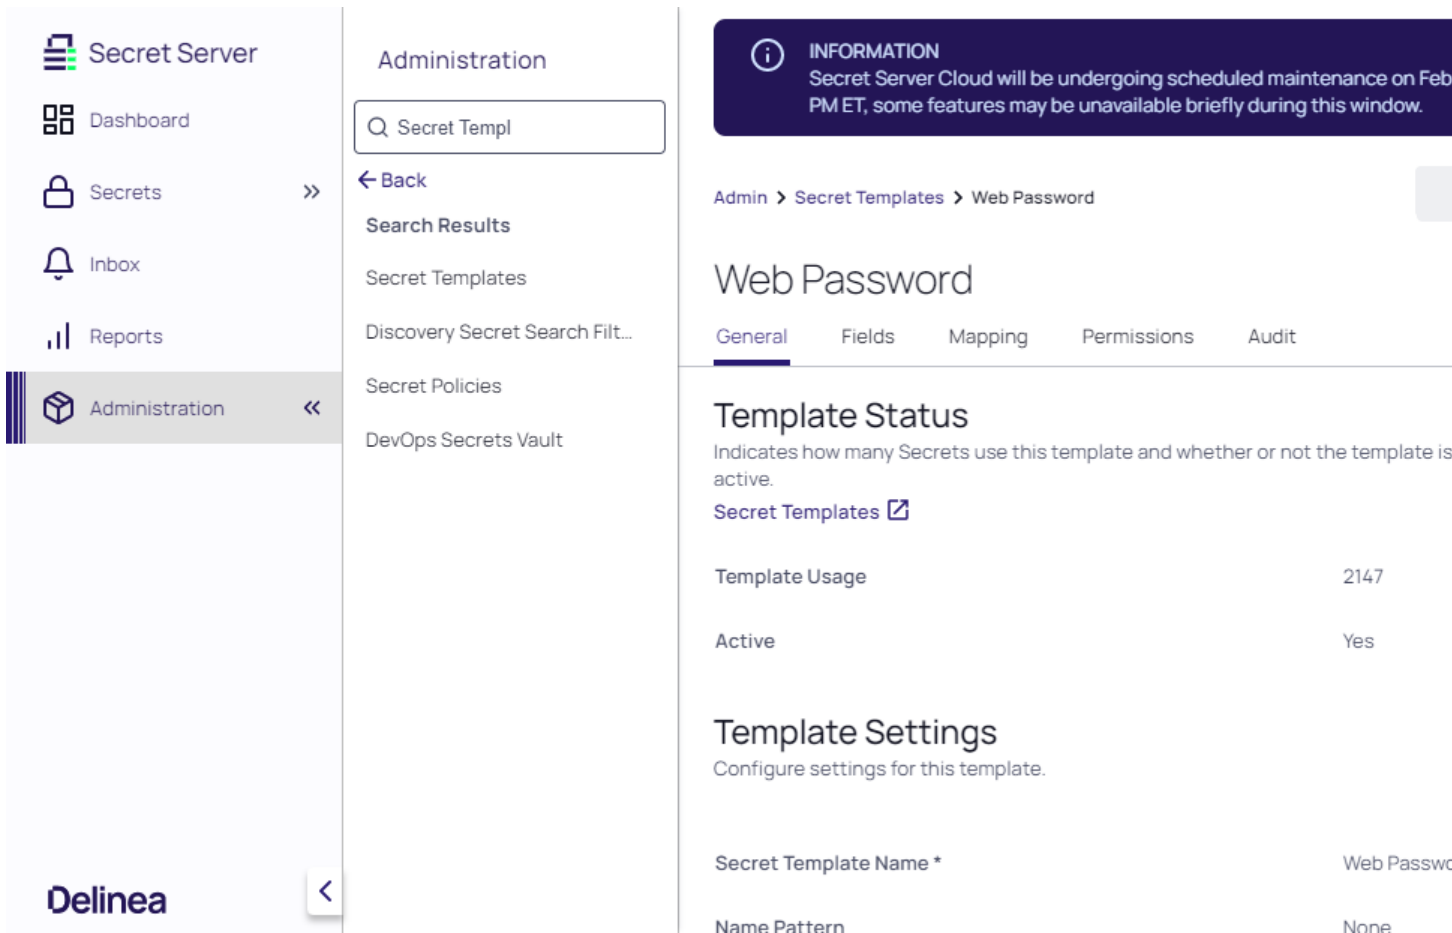 Secret Server
Dashboard
Secrets
Inbox
Reports
Administration
Delinea
Administration
Secret Templ
Back
Search Results
Secret Templates
Discovery Secret Search Filt...
Secret Policies
DevOps Secrets Vault
INFORMATION
Secret Server Cloud will be undergoing scheduled maintenance on Feb
PM ET, some features may be unavailable briefly during this window.
Admin > Secret Templates > Web Password
Web Password
General Fields Mapping Permissions Audit
Template Status
Indicates how many Secrets use this template and whether or not the template is
active.
Secret Templates
Template Usage 2147
Active Yes
Template Settings
Configure settings for this template.
Secret Template Name * Web Passwo
Name Pattern None